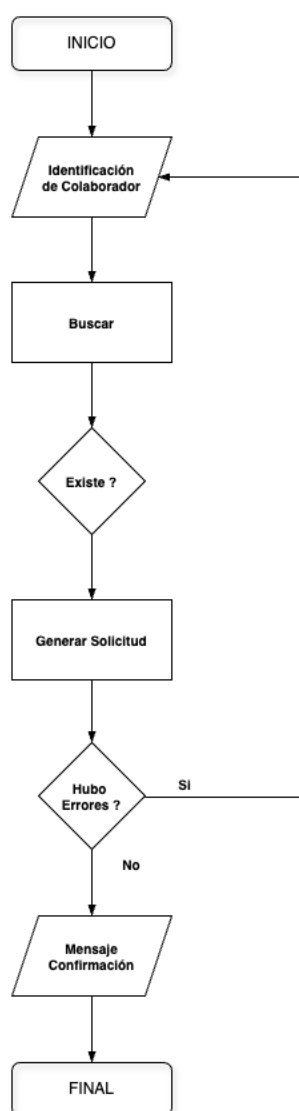 INICIO
Identificación
de Colaborador
Buscar
Existe ?
Generar Solicitud
Hubo
Errores ?
Si
No
Mensaje
Confirmación
FINAL